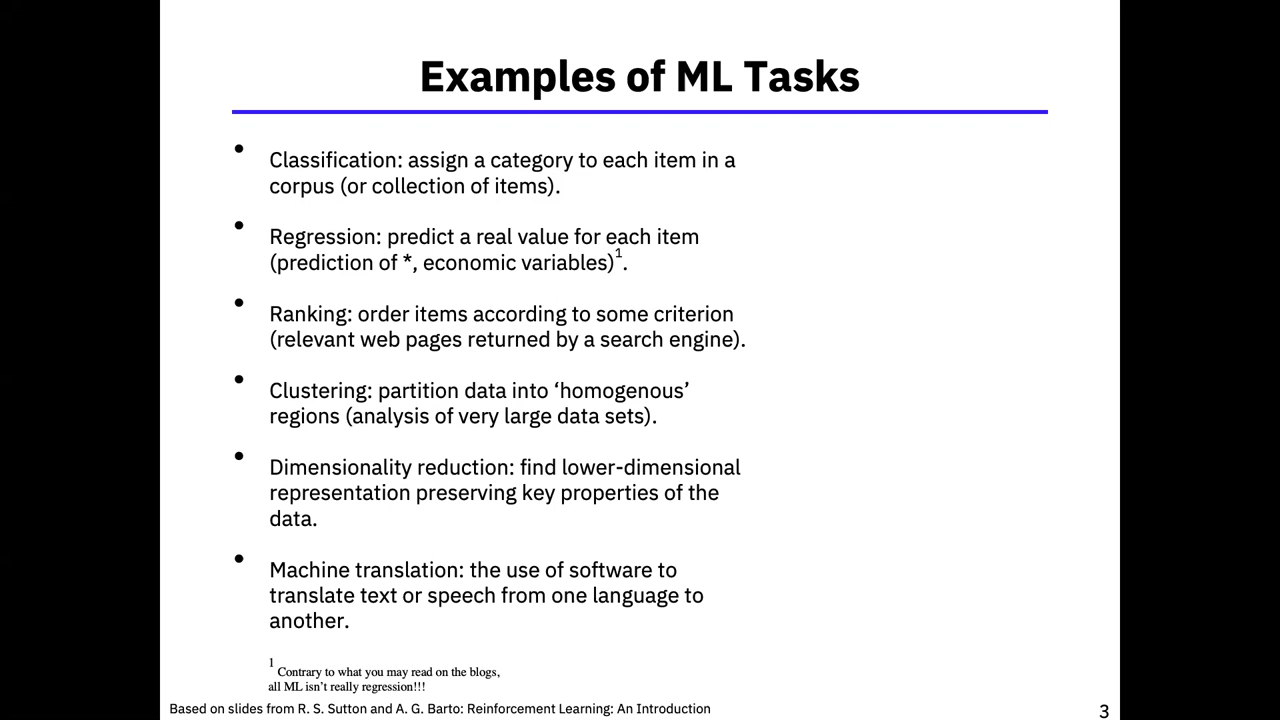 Examples of ML Tasks
• Classification: assign a category to each item in a
corpus (or collection of items).
• Regression: predict a real value for each item
(prediction of *, economic variables)¹.
• Ranking: order items according to some criterion
(relevant web pages returned by a search engine).
• Clustering: partition data into ‘homogenous’
regions (analysis of very large data sets).
• Dimensionality reduction: find lower-dimensional
representation preserving key properties of the
data.
• Machine translation: the use of software to
translate text or speech from one language to
another.
¹ Contrary to what you may read on the blogs,
all ML isn’t really regression!!!
Based on slides from R. S. Sutton and A. G. Barto: Reinforcement Learning: An Introduction
3